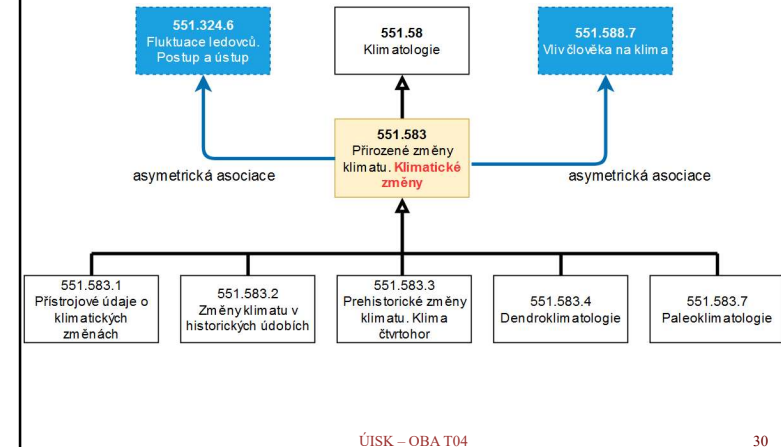 551.324.6
Fluktuace ledovců.
Postup a ústup
551.58
Klimatologie
551.588.7
Vliv člověka na klima
551.583
Přirozené změny
klimatu. Klimatické
změny
asymetrická asociace
asymetrická asociace
551.583.1
Přístrojové údaje o
klimatických
změnách
551.583.2
Změny klimatu v
historických údobích
551.583.3
Prehistorické změny
klimatu. Klima
čtvrtohor
551.583.4
Dendroklimatologie
551.583.7
Paleoklimatologie
ÚISK – OBA T04
30